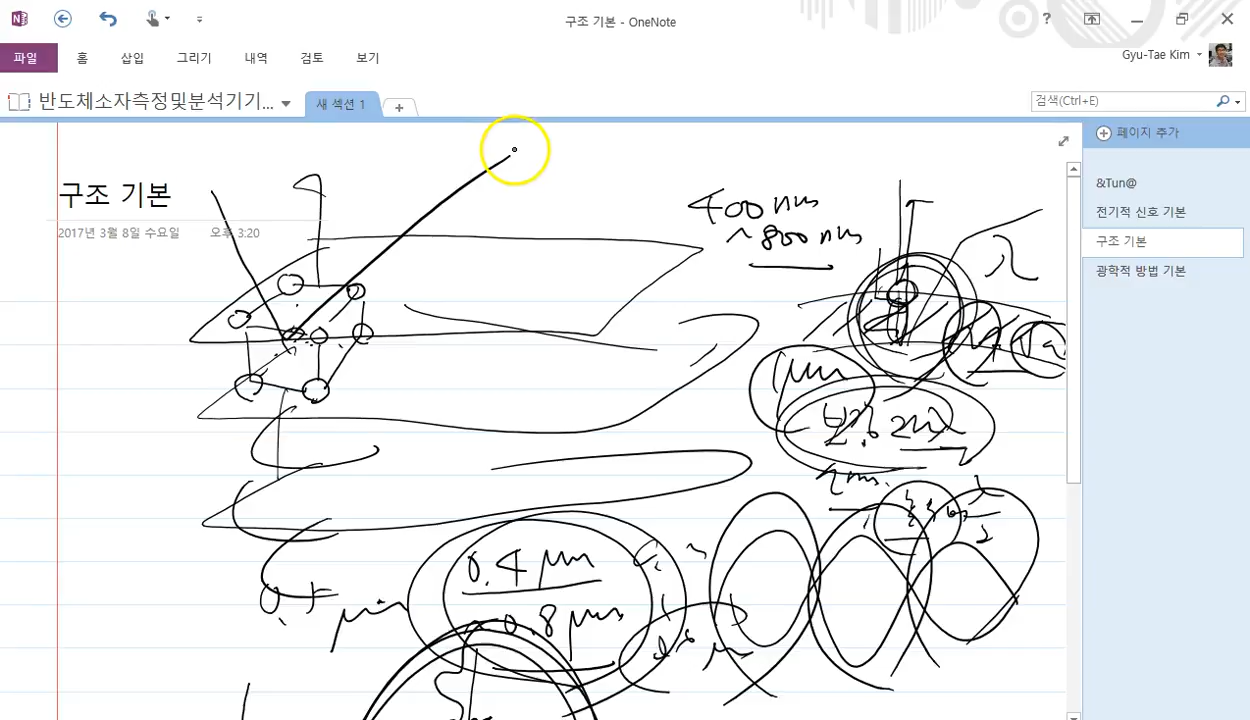 구조 기본 - OneNote
?
파일
홈
삽입
그리기
내역
검토
보기
Gyu-Tae Kim
반도체소자측정및분석기기...
새 섹션 1
+
검색(Ctrl+E)
페이지 추가
&Tun@
전기적 신호 기본
구조 기본
광학적 방법 기본
구조 기본
2017년 3월 8일 수요일
오후 3:20
400 nm
~ 800 nm
λ
1 μm
0.4 μm
~0.8 μm